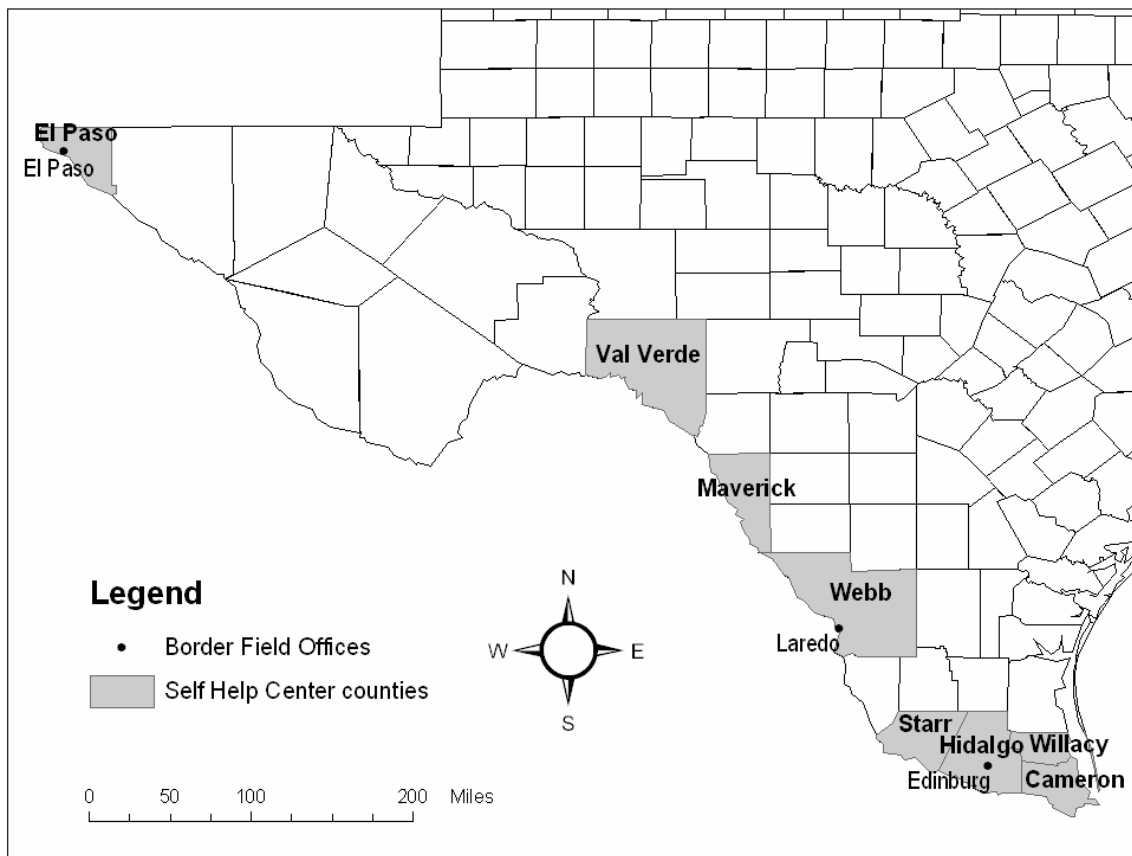 El Paso
El Paso
Val Verde
Maverick
Webb
Laredo
Starr
Hidalgo
Willacy
Edinburg
Cameron
Legend
Border Field Offices
Self Help Center counties
N
W
E
S
0 50 100 200 Miles